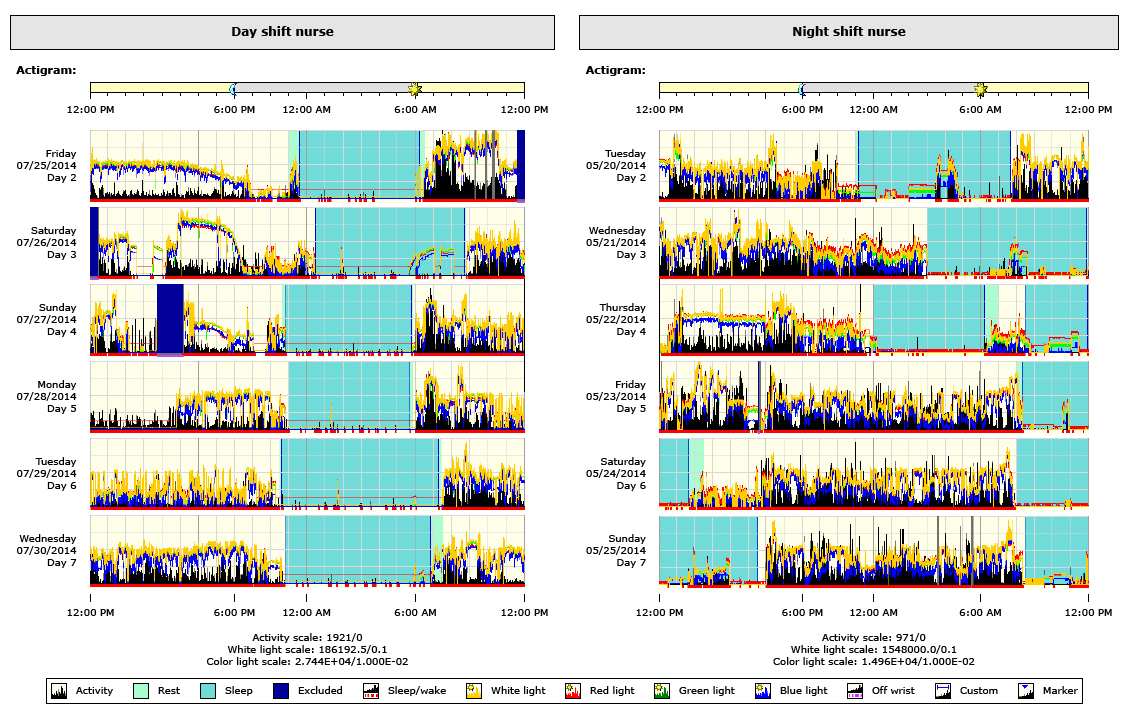 Day shift nurse
Night shift nurse
Actigram:
Actigram:
12:00 PM 6:00 PM 12:00 AM 6:00 AM 12:00 PM
12:00 PM 6:00 PM 12:00 AM 6:00 AM 12:00 PM
Friday
07/25/2014
Day 2
Saturday
07/26/2014
Day 3
Sunday
07/27/2014
Day 4
Monday
07/28/2014
Day 5
Tuesday
07/29/2014
Day 6
Wednesday
07/30/2014
Day 7
12:00 PM 6:00 PM 12:00 AM 6:00 AM 12:00 PM
Activity scale: 1921/0
White light scale: 186192.5/0.1
Color light scale: 2.744E+04/1.000E-02
Tuesday
05/20/2014
Day 2
Wednesday
05/21/2014
Day 3
Thursday
05/22/2014
Day 4
Friday
05/23/2014
Day 5
Saturday
05/24/2014
Day 6
Sunday
05/25/2014
Day 7
12:00 PM 6:00 PM 12:00 AM 6:00 AM 12:00 PM
Activity scale: 971/0
White light scale: 1548000.0/0.1
Color light scale: 1.496E+04/1.000E-02
Activity Rest Sleep Excluded Sleep/wake White light Red light Green light Blue light Off wrist Custom Marker